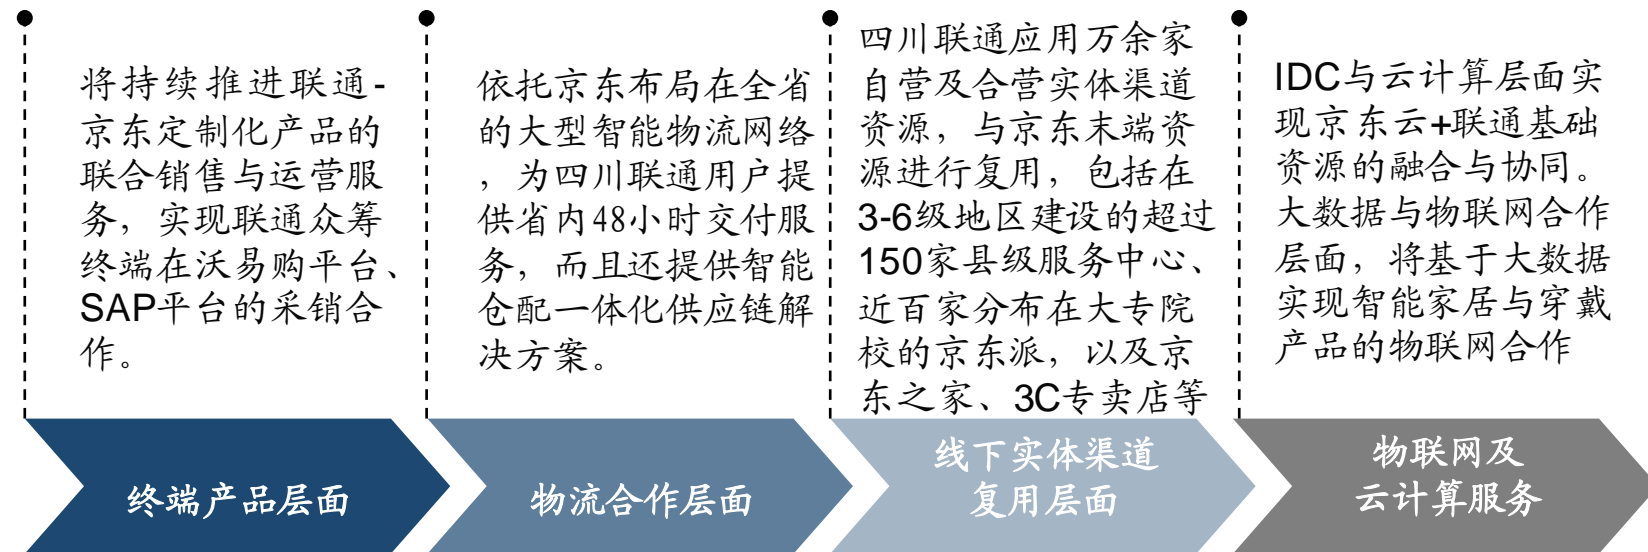 将持续推进联通-
京东定制化产品的
联合销售与运营服
务，实现联通众筹
终端在沃易购平台、
SAP平台的采销合
作。
终端产品层面
依托京东布局在全省
的大型智能物流网络
，为四川联通用户提
供省内48小时交付服
务，而且还提供智能
仓配一体化供应链解
决方案。
物流合作层面
四川联通应用万余家
自营及合营实体渠道
资源，与京东末端资
源进行复用，包括在
3-6级地区建设的超过
150家县级服务中心、
近百家分布在大专院
校的京东派，以及京
东之家、3C专卖店等
线下实体渠道
复用层面
IDC与云计算层面实
现京东云+联通基础
资源的融合与协同。
大数据与物联网合作
层面，将基于大数据
实现智能家居与穿戴
产品的物联网合作
物联网及
云计算服务